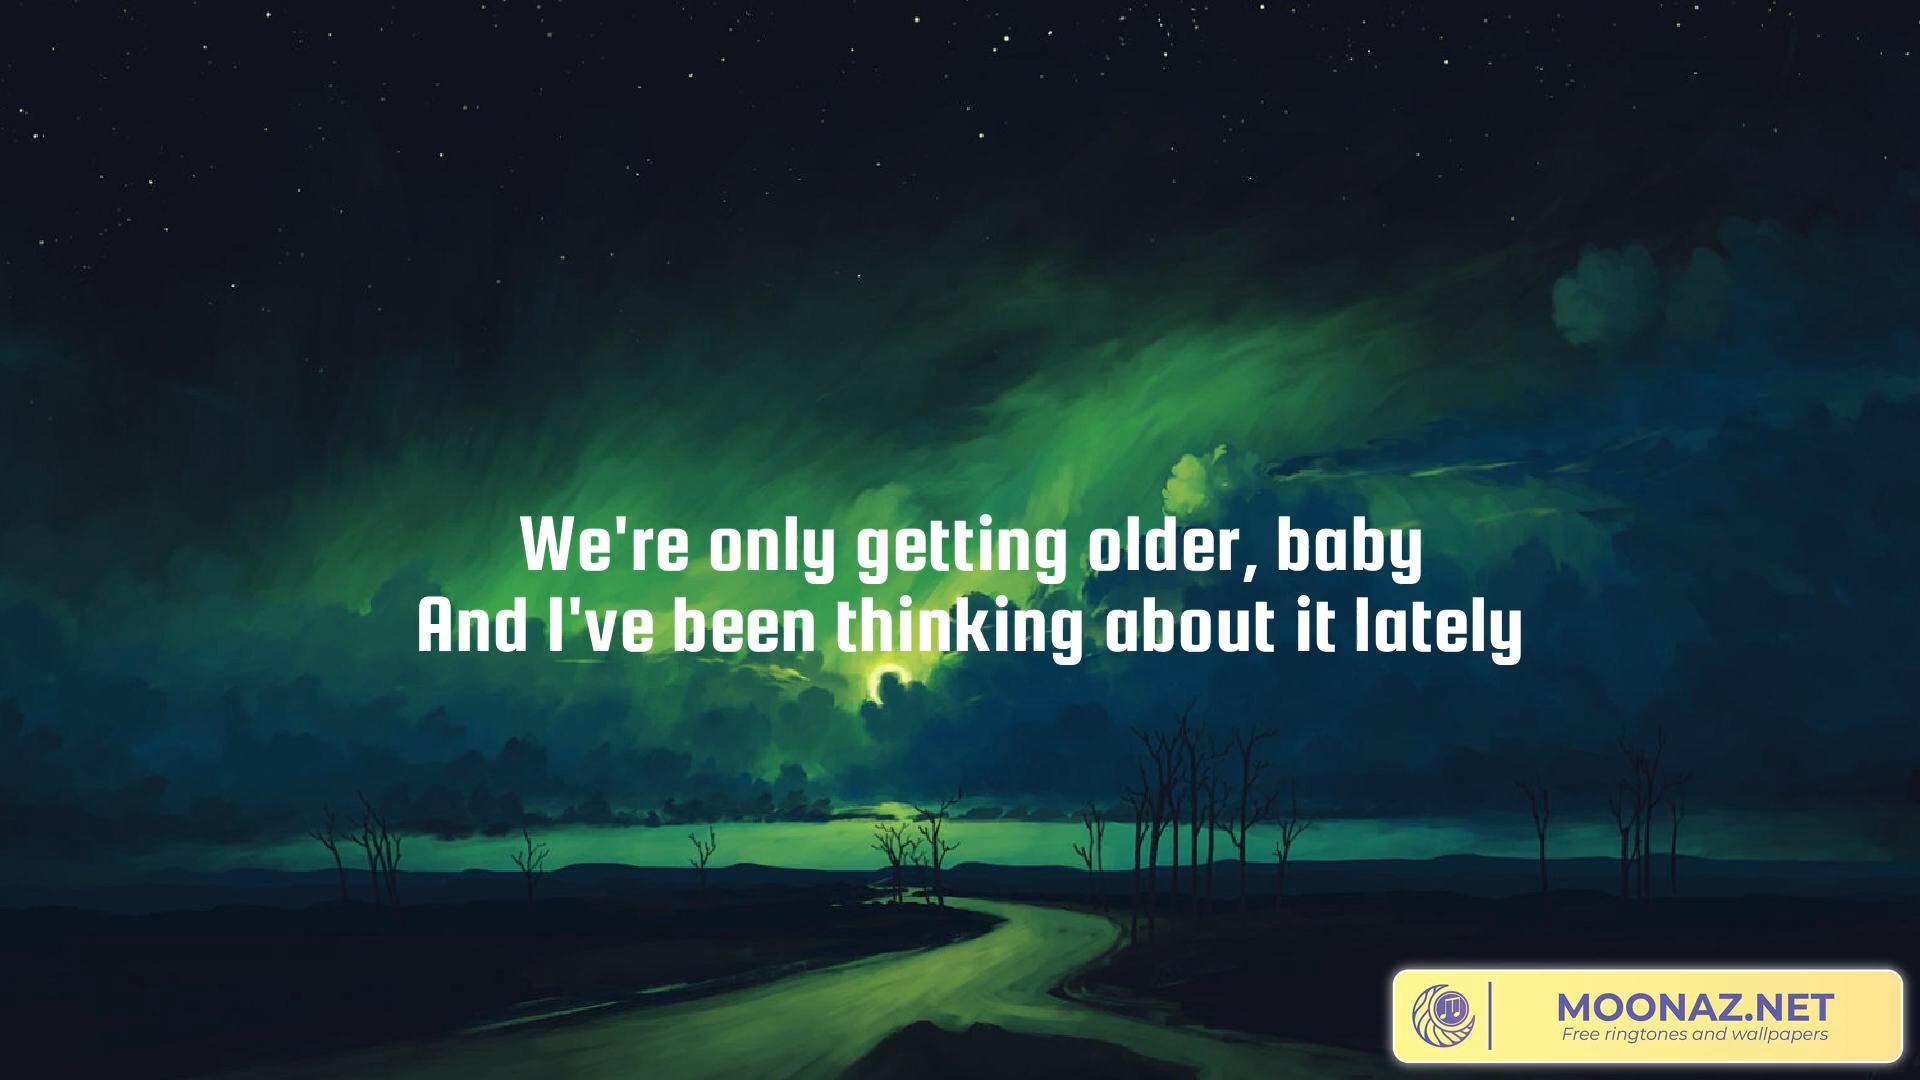 We're only getting older, baby
And I've been thinking about it lately
MOONAZ.NET
Free ringtones and wallpapers